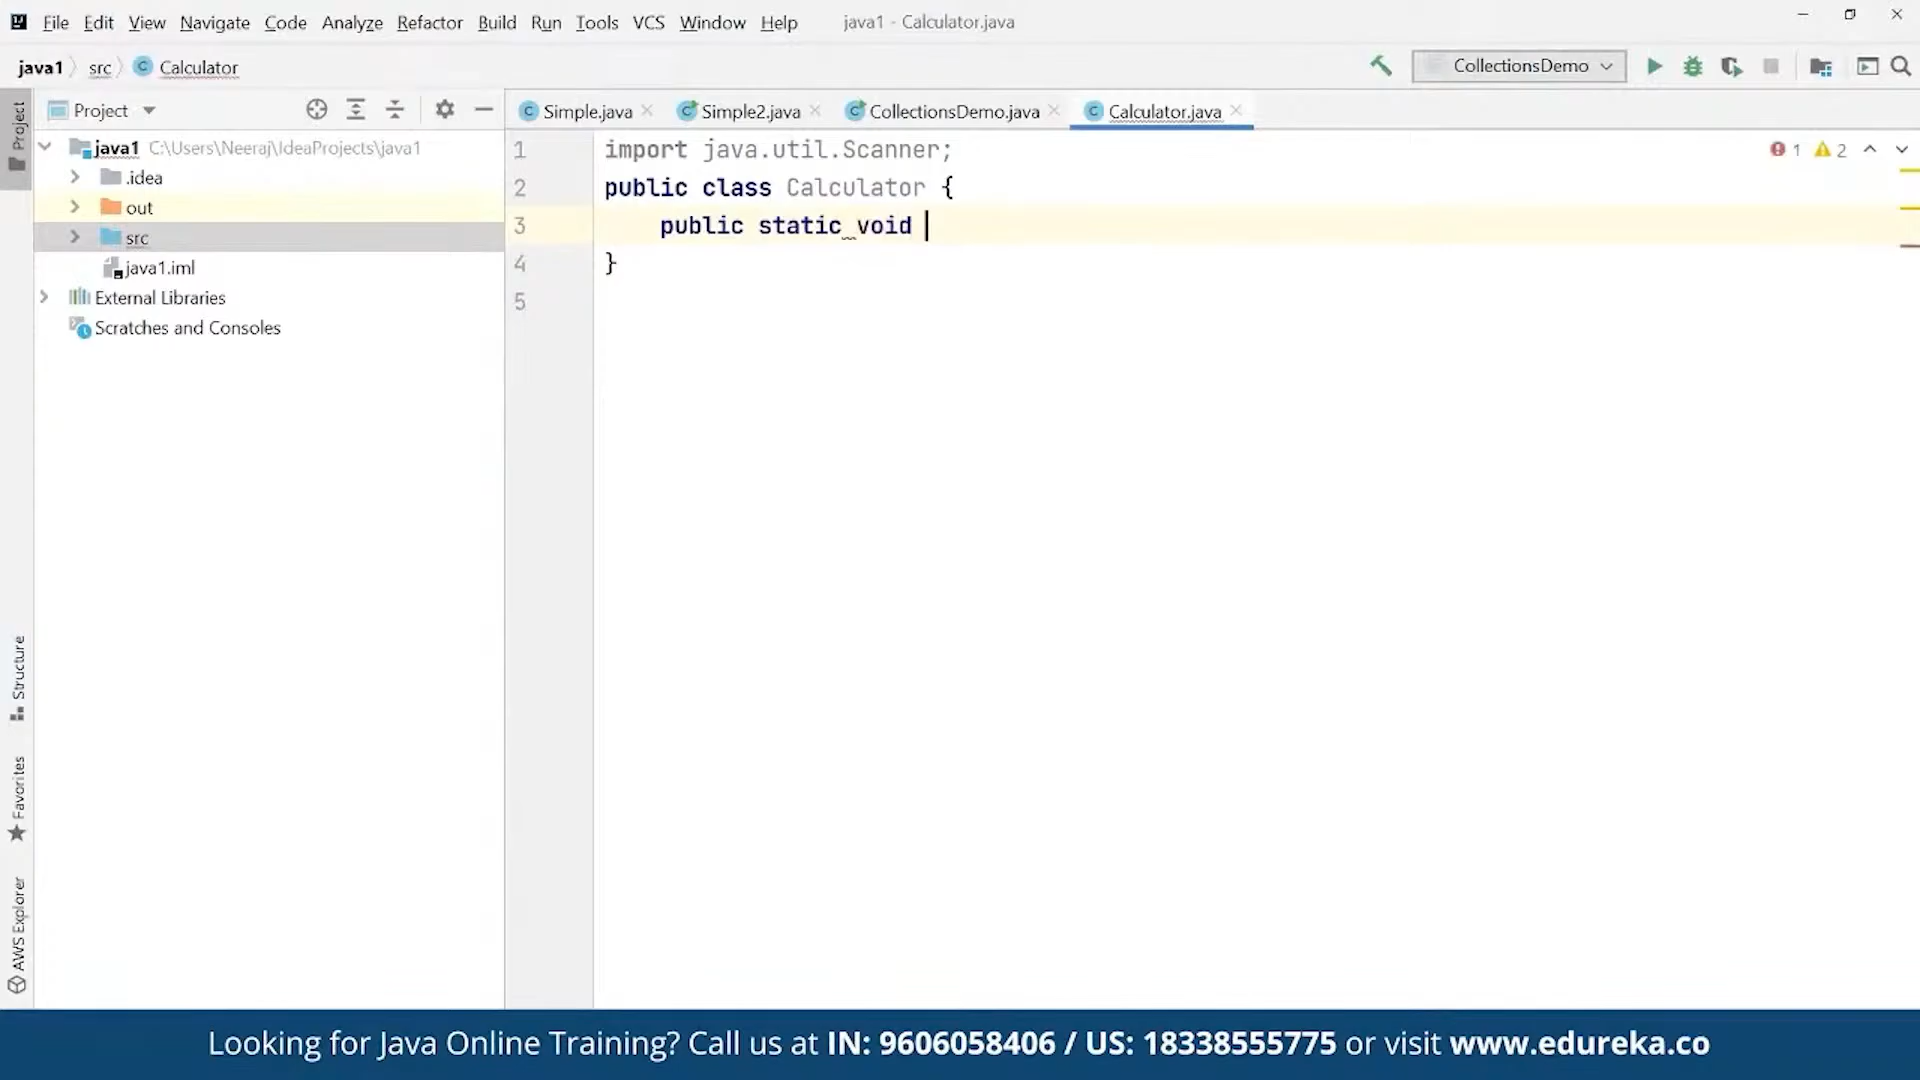 File Edit View Navigate Code Analyze Refactor Build Run Tools VCS Window Help java1 - Calculator.java
java1 src Calculator CollectionsDemo
Project
Project Simple.java Simple2.java CollectionsDemo.java Calculator.java
java1 C:\Users\Neeraj\IdeaProjects\java1
.idea
out
src
java1.iml
External Libraries
Scratches and Consoles
1 import java.util.Scanner; 1 2
2 public class Calculator {
3 public static void
4 }
5
Structure
Favorites
AWS Explorer
Looking for Java Online Training? Call us at IN: 9606058406 / US: 18338555775 or visit www.edureka.co